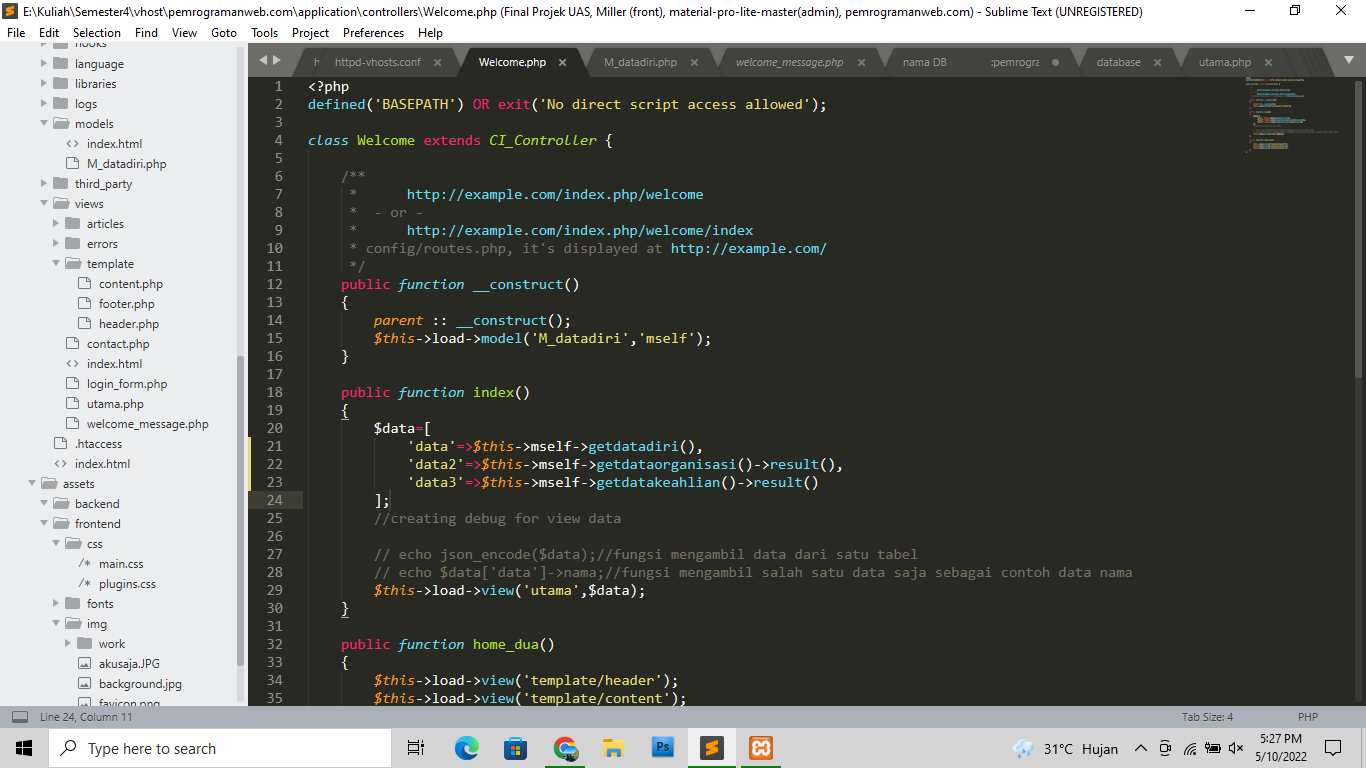 E:\Kuliah\Semester4\vhost\pemrogramanweb.com\application\controllers\Welcome.php (Final Projek UAS, Miller (front), material-pro-lite-master(admin), pemrogramanweb.com) - Sublime Text (UNREGISTERED)
File Edit Selection Find View Goto Tools Project Preferences Help
hooks
language
libraries
logs
models
index.html
M_datadiri.php
third_party
views
articles
errors
template
content.php
footer.php
header.php
contact.php
index.html
login_form.php
utama.php
welcome_message.php
.htaccess
index.html
assets
backend
frontend
css
main.css
plugins.css
fonts
img
work
akusaja.JPG
background.jpg
favicon.png
h httpd-vhosts.conf Welcome.php M_datadiri.php welcome_message.php nama DB :pemrogra database utama.php
1 <?php
2 defined('BASEPATH') OR exit('No direct script access allowed');
3
4 class Welcome extends CI_Controller {
5
6 /**
7 * http://example.com/index.php/welcome
8 * - or -
9 * http://example.com/index.php/welcome/index
10 * config/routes.php, it's displayed at http://example.com/
11 */
12 public function __construct()
13 {
14 parent :: __construct();
15 $this->load->model('M_datadiri','mself');
16 }
17
18 public function index()
19 {
20 $data=[
21 'data'=>$this->mself->getdatadiri(),
22 'data2'=>$this->mself->getdataorganisasi()->result(),
23 'data3'=>$this->mself->getdatakeahlian()->result()
24 ];
25 //creating debug for view data
26
27 // echo json_encode($data);//fungsi mengambil data dari satu tabel
28 // echo $data['data']->nama;//fungsi mengambil salah satu data saja sebagai contoh data nama
29 $this->load->view('utama',$data);
30 }
31
32 public function home_dua()
33 {
34 $this->load->view('template/header');
35 $this->load->view('template/content');
Line 24, Column 11 Tab Size: 4 PHP
Type here to search
Ps
31°C Hujan
5:27 PM
5/10/2022